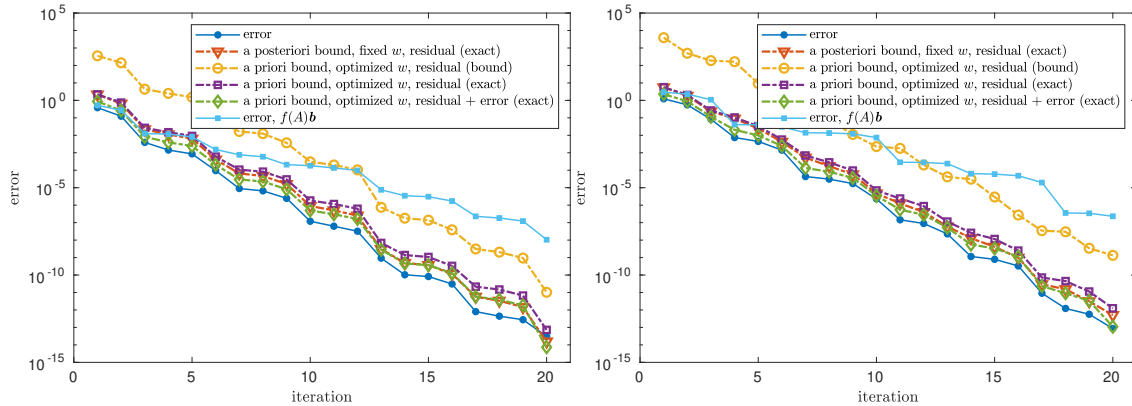 error
a posteriori bound, fixed w, residual (exact)
a priori bound, optimized w, residual (bound)
a priori bound, optimized w, residual (exact)
a priori bound, optimized w, residual + error (exact)
error, f(A)b
10^5
10^0
10^-5
10^-10
10^-15
error
0 5 10 15 20
iteration
error
a posteriori bound, fixed w, residual (exact)
a priori bound, optimized w, residual (bound)
a priori bound, optimized w, residual (exact)
a priori bound, optimized w, residual + error (exact)
error, f(A)b
10^5
10^0
10^-5
10^-10
10^-15
error
0 5 10 15 20
iteration